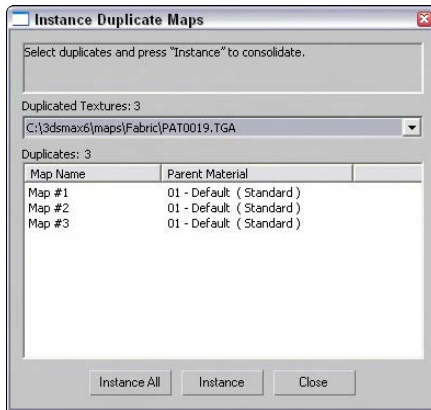 Instance Duplicate Maps
Select duplicates and press "Instance" to consolidate.
Duplicated Textures: 3
C:\3dsmax6\maps\Fabric\PAT0019.TGA
Duplicates: 3
Map Name Parent Material
Map #1 01 - Default ( Standard )
Map #2 01 - Default ( Standard )
Map #3 01 - Default ( Standard )
Instance All Instance Close